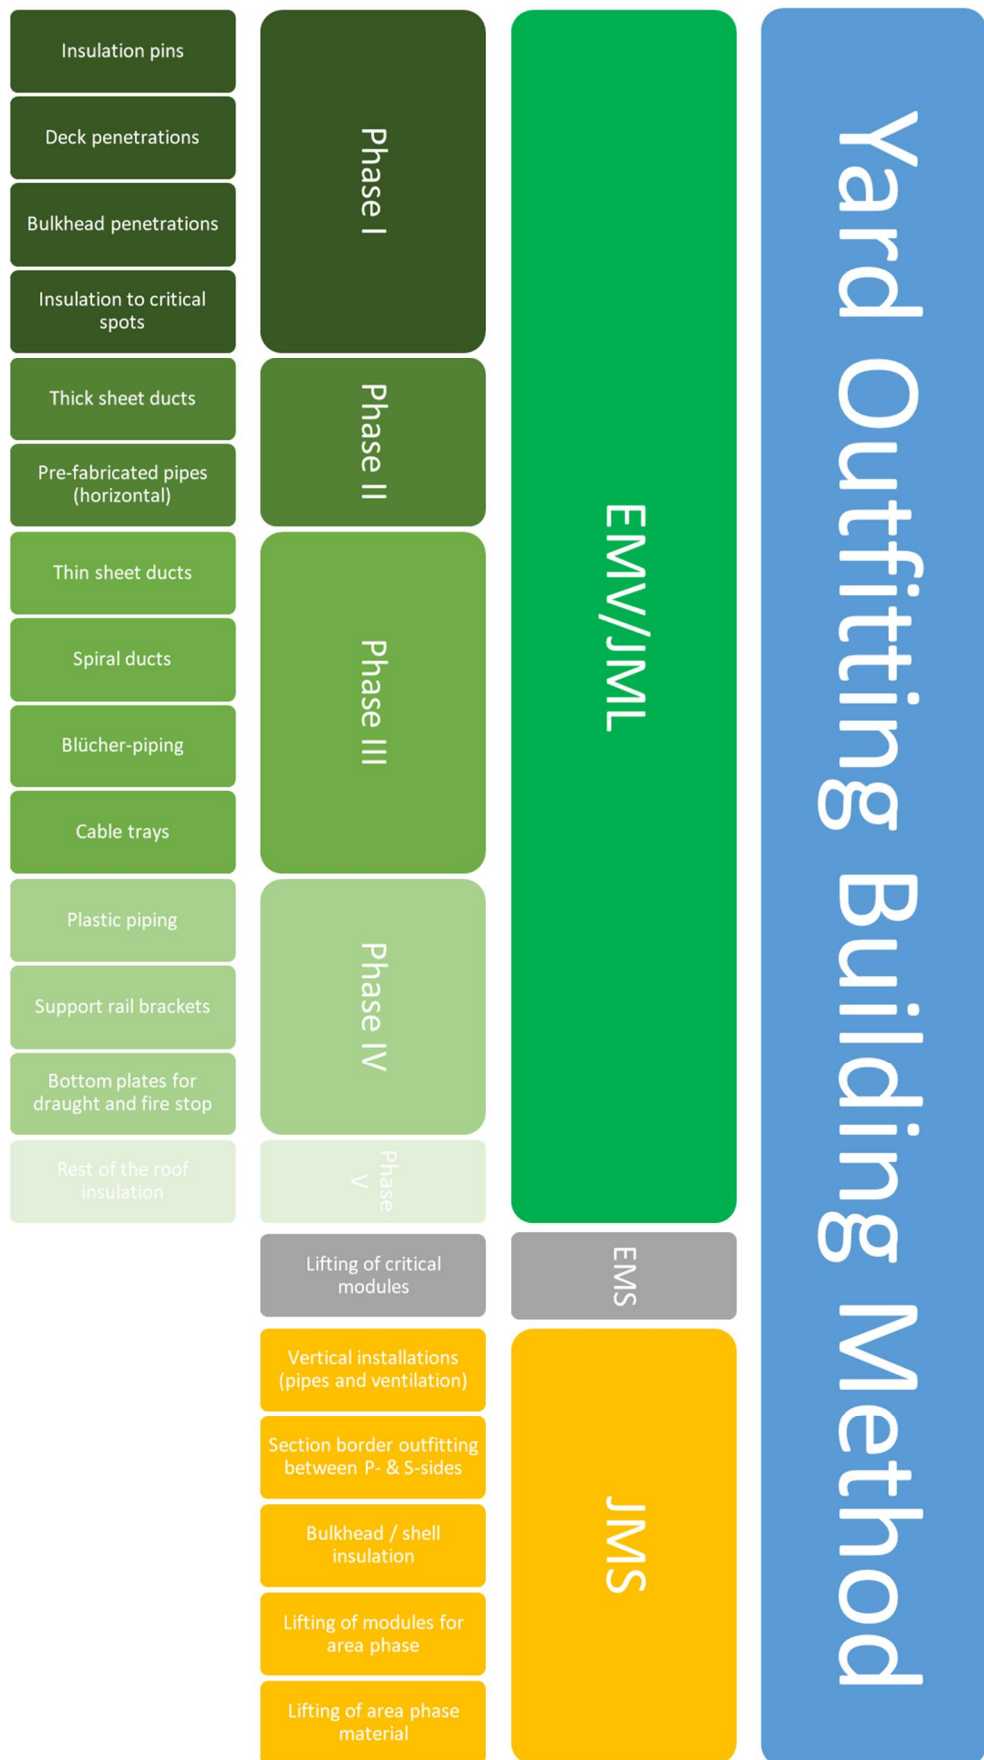 Yard Outfitting Building Method
EMV/JML
Phase I
Insulation pins
Deck penetrations
Bulkhead penetrations
Insulation to critical
spots
Phase II
Thick sheet ducts
Pre-fabricated pipes
(horizontal)
Phase III
Thin sheet ducts
Spiral ducts
Blücher-piping
Cable trays
Phase IV
Plastic piping
Support rail brackets
Bottom plates for
draught and fire stop
Phase
V
Rest of the roof
insulation
EMS
Lifting of critical
modules
JMS
Vertical installations
(pipes and ventilation)
Section border outfitting
between P- & S-sides
Bulkhead / shell
insulation
Lifting of modules for
area phase
Lifting of area phase
material